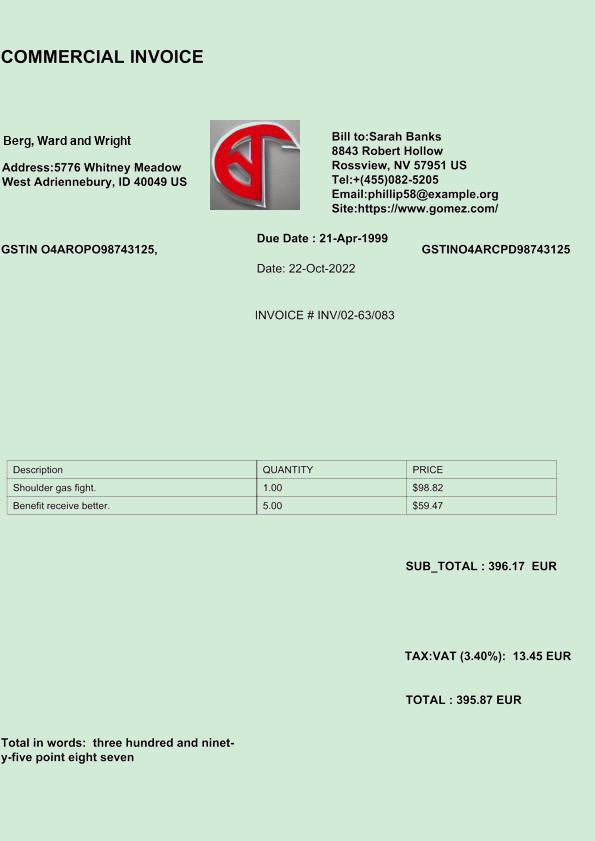 COMMERCIAL INVOICE
Berg, Ward and Wright
Address:5776 Whitney Meadow
West Adriennebury, ID 40049 US
Bill to:Sarah Banks
8843 Robert Hollow
Rossview, NV 57951 US
Tel:+(455)082-5205
Email:phillip58@example.org
Site:https://www.gomez.com/
GSTIN O4AROPO98743125,
Due Date : 21-Apr-1999
GSTINO4ARCPD98743125
Date: 22-Oct-2022
INVOICE # INV/02-63/083
Description QUANTITY PRICE
Shoulder gas fight. 1.00 $98.82
Benefit receive better. 5.00 $59.47
SUB_TOTAL : 396.17 EUR
TAX:VAT (3.40%): 13.45 EUR
TOTAL : 395.87 EUR
Total in words: three hundred and ninet-
y-five point eight seven